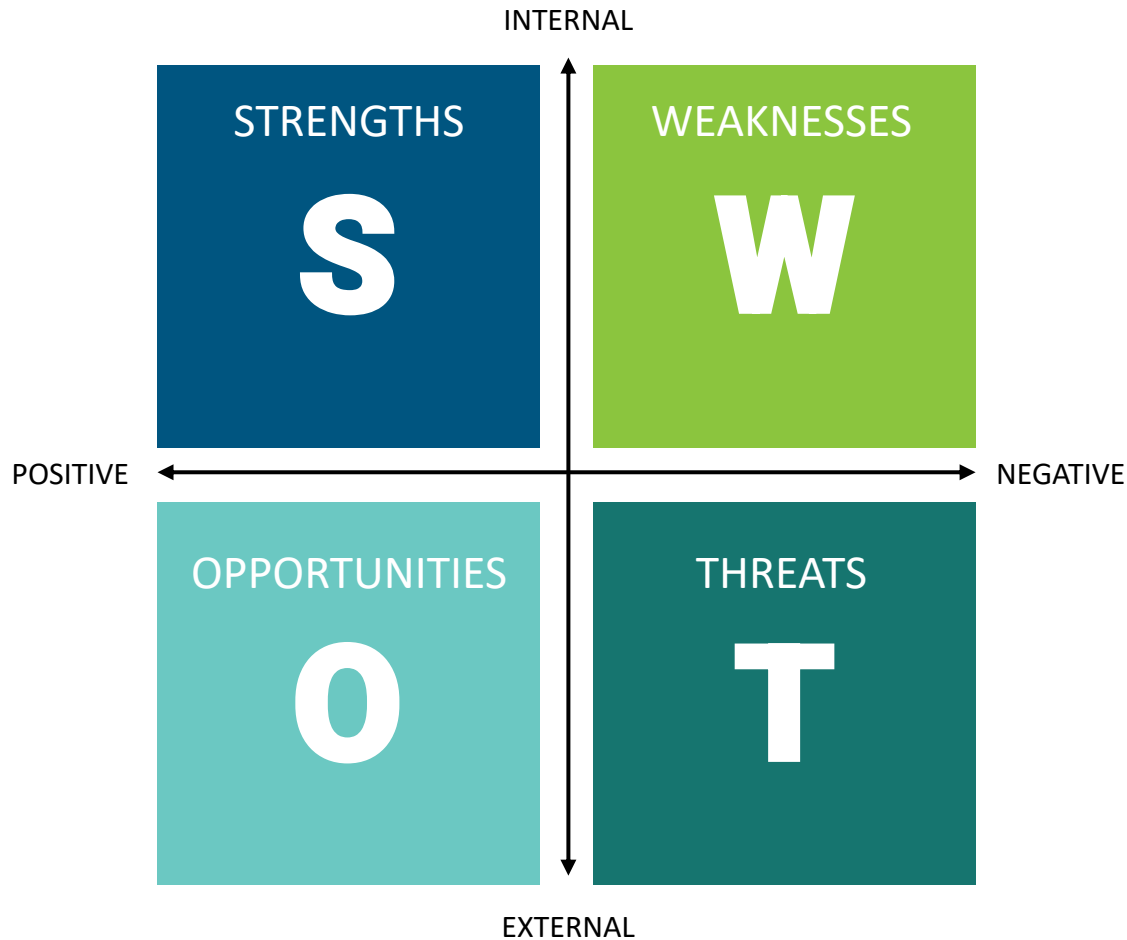 INTERNAL
STRENGTHS
S
WEAKNESSES
W
POSITIVE
NEGATIVE
OPPORTUNITIES
O
THREATS
T
EXTERNAL